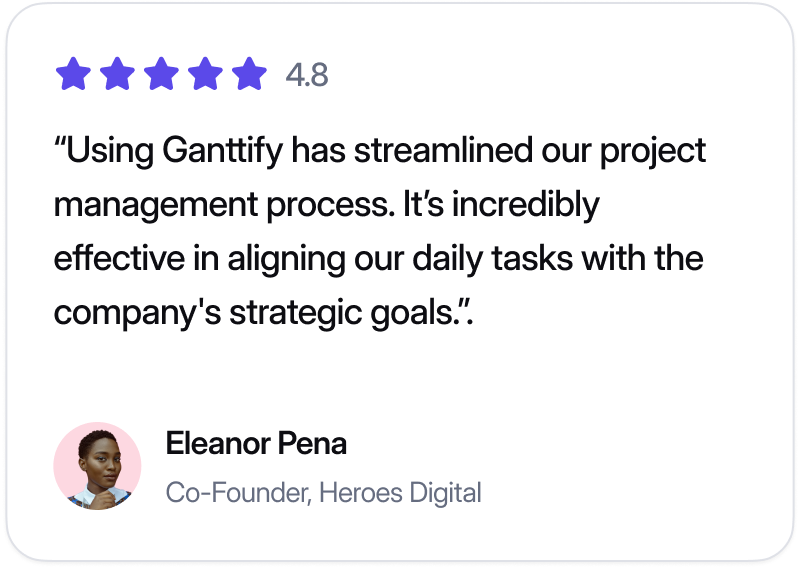 4.8
“Using Ganttify has streamlined our project
management process. It’s incredibly
effective in aligning our daily tasks with the
company's strategic goals.”.
Eleanor Pena
Co-Founder, Heroes Digital